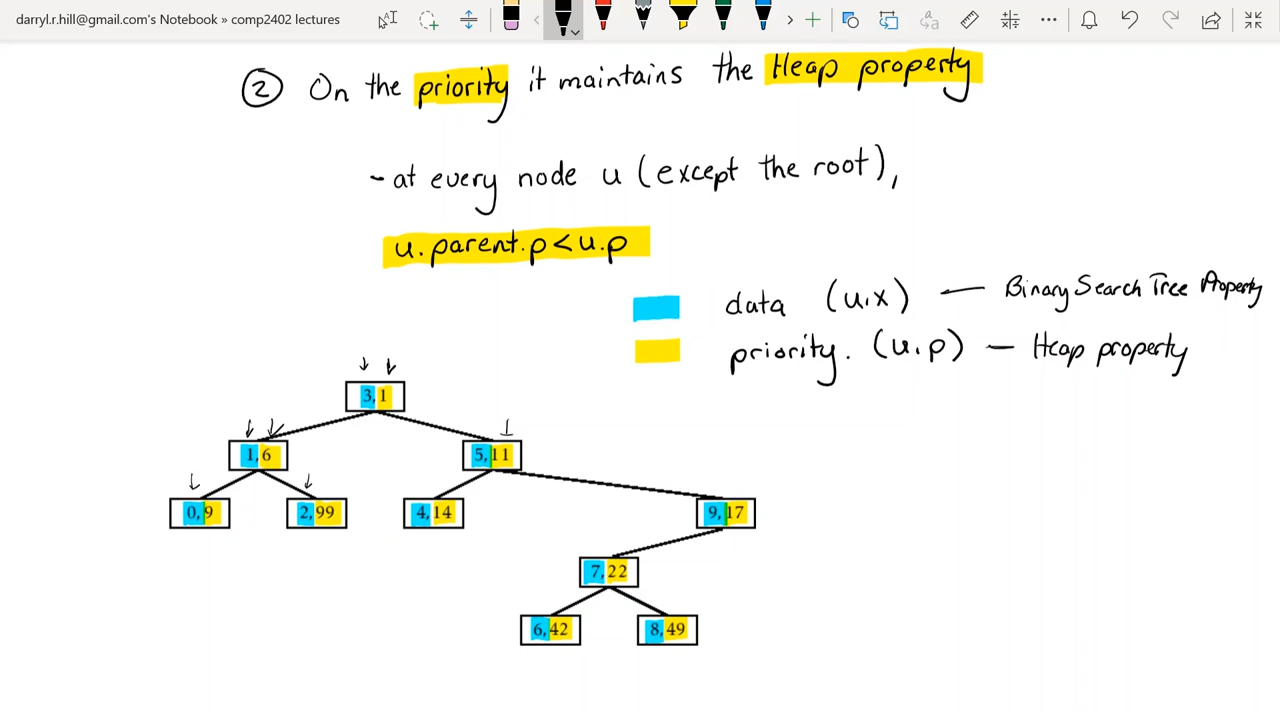 darryl.r.hill@gmail.com's Notebook » comp2402 lectures
② On the priority it maintains the Heap property
- at every node u (except the root),
u.parent.p < u.p
data (u.x) — Binary Search Tree Property
priority. (u.p) — Heap property
3, 1
1, 6
5, 11
0, 9
2, 99
4, 14
9, 17
7, 22
6, 42
8, 49